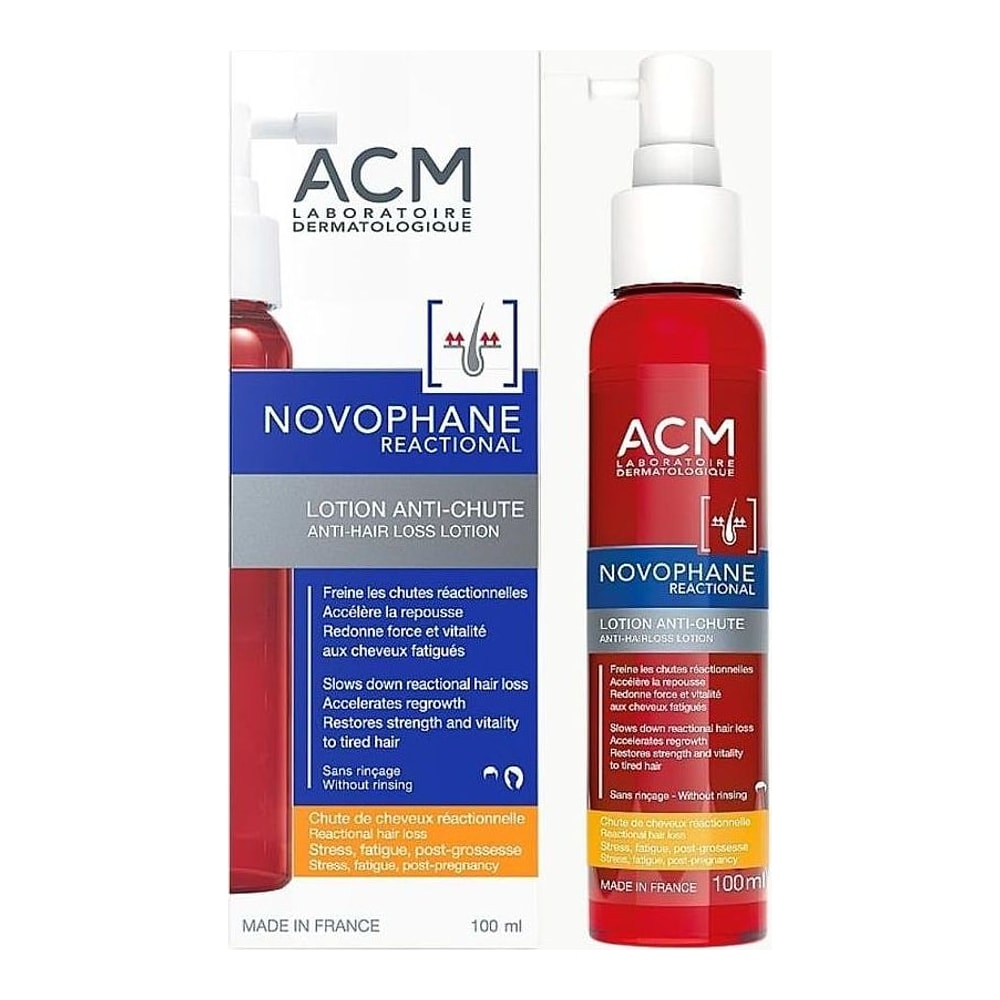 ACM
LABORATOIRE
DERMATOLOGIQUE
NOVOPHANE
REACTIONAL
LOTION ANTI-CHUTE
ANTI-HAIR LOSS LOTION
Freine les chutes réactionnelles
Accélère la repousse
Redonne force et vitalité
aux cheveux fatigués
Slows down reactional hair loss
Accelerates regrowth
Restores strength and vitality
to tired hair
Sans rinçage
Without rinsing
Chute de cheveux réactionnelle
Reactional hair loss
Stress, fatigue, post-grossesse
Stress, fatigue, post-pregnancy
MADE IN FRANCE 100 ml
ACM
LABORATOIRE
DERMATOLOGIQUE
NOVOPHANE
REACTIONAL
LOTION ANTI-CHUTE
ANTI-HAIRLOSS LOTION
Freine les chutes réactionnelles
Accélère la repousse
Redonne force et vitalité
aux cheveux fatigués
Slows down reactional hair loss
Accelerates regrowth
Restores strength and vitality
to tired hair
Sans rinçage - Without rinsing
Chute de cheveux réactionnelle
Reactional hair loss
Stress, fatigue, post-grossesse
Stress, fatigue, post-pregnancy
MADE IN FRANCE 100 ml